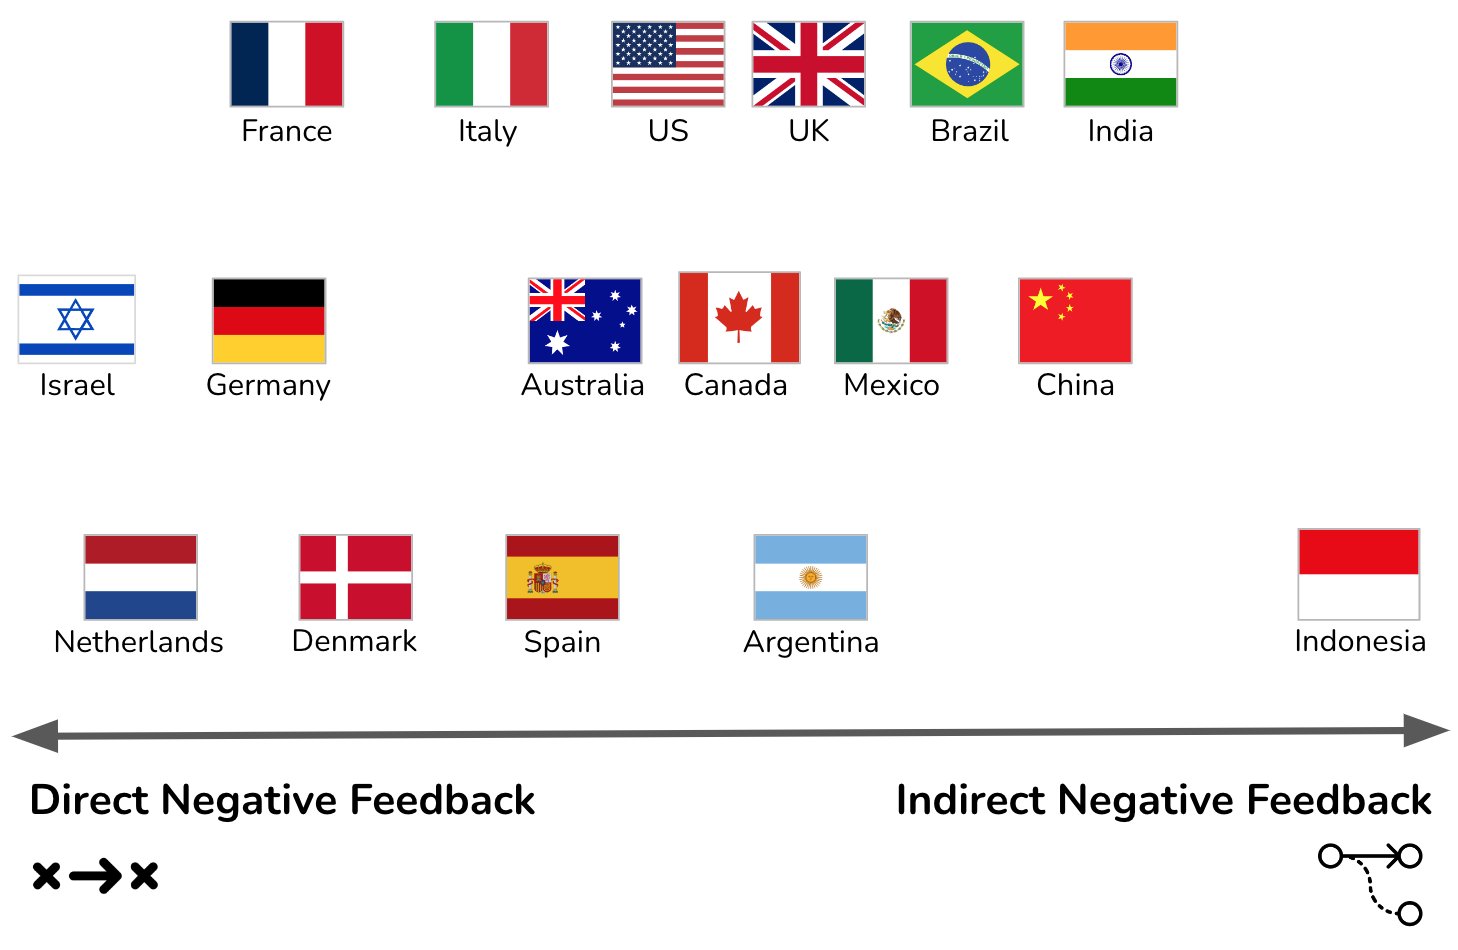 France
Italy
US
UK
Brazil
India
Israel
Germany
Australia
Canada
Mexico
China
Netherlands
Denmark
Spain
Argentina
Indonesia
Direct Negative Feedback
Indirect Negative Feedback